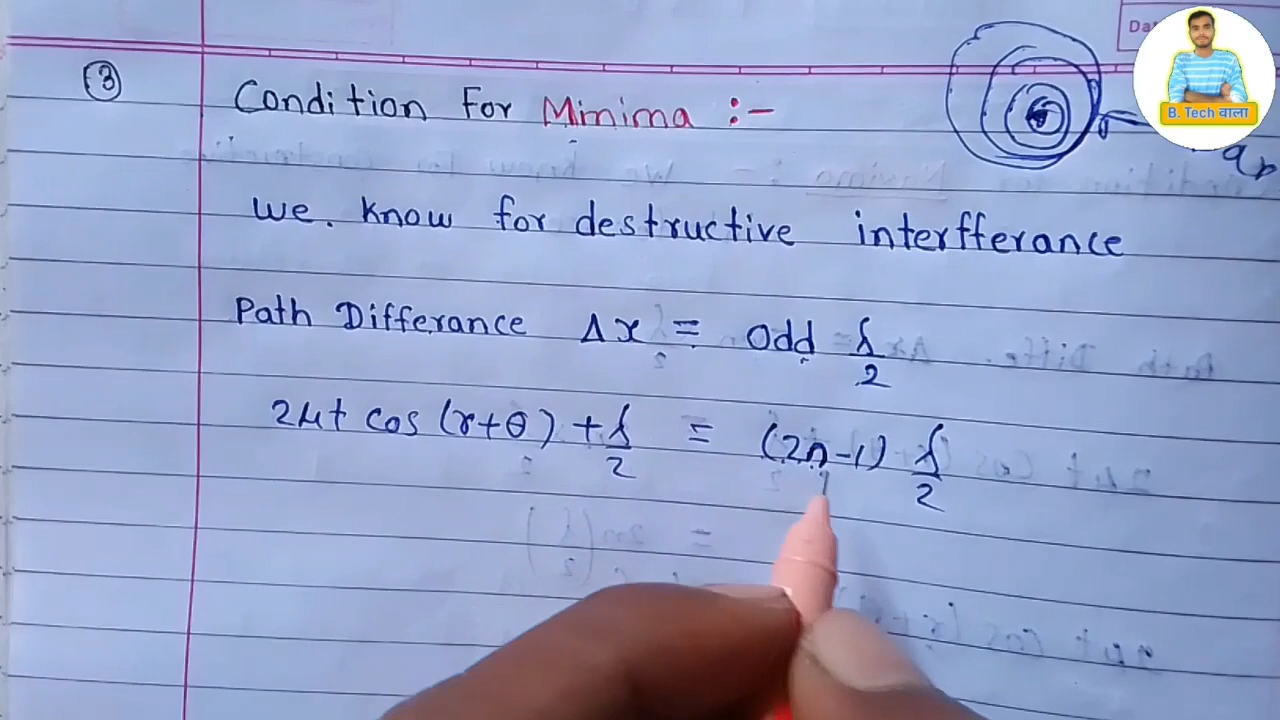 Da
B. Tech वाला
③ Condition For Minima :-
We. know for destructive interfferance
Path Differance Δx = odd λ/2
2μt cos (r+θ) + λ/2 = (2n-1) λ/2